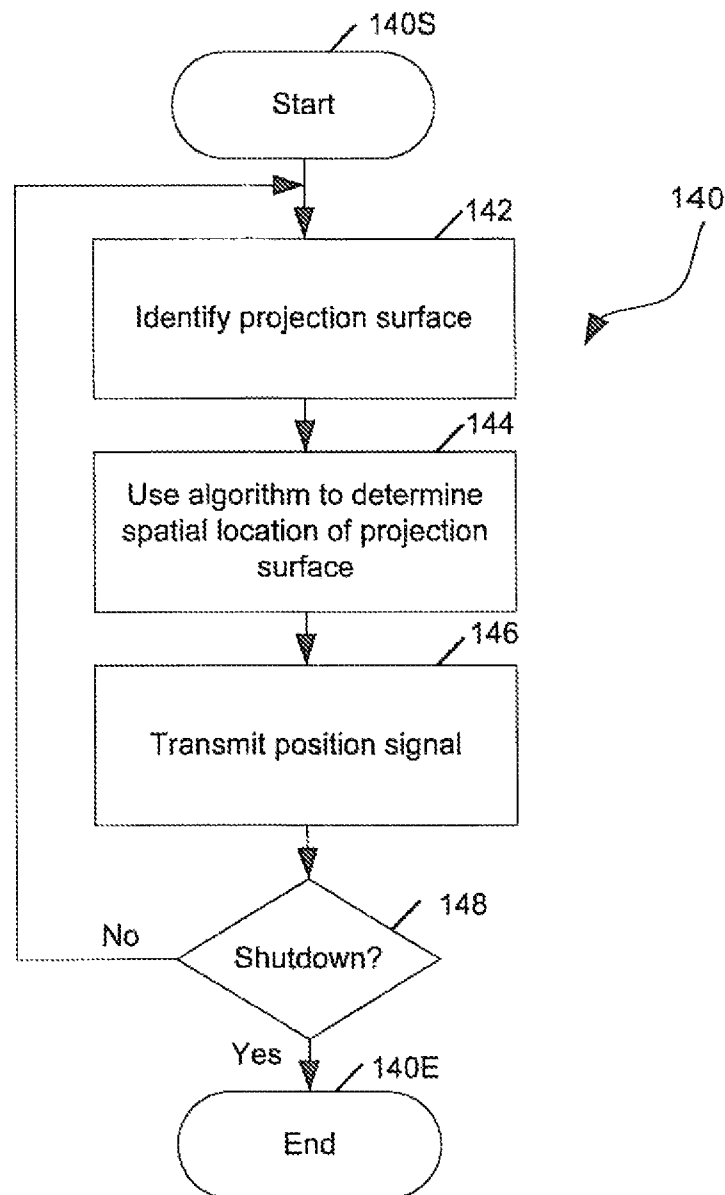 140S
Start
142
140
Identify projection surface
144
Use algorithm to determine
spatial location of projection
surface
146
Transmit position signal
148
No
Shutdown?
Yes
140E
End